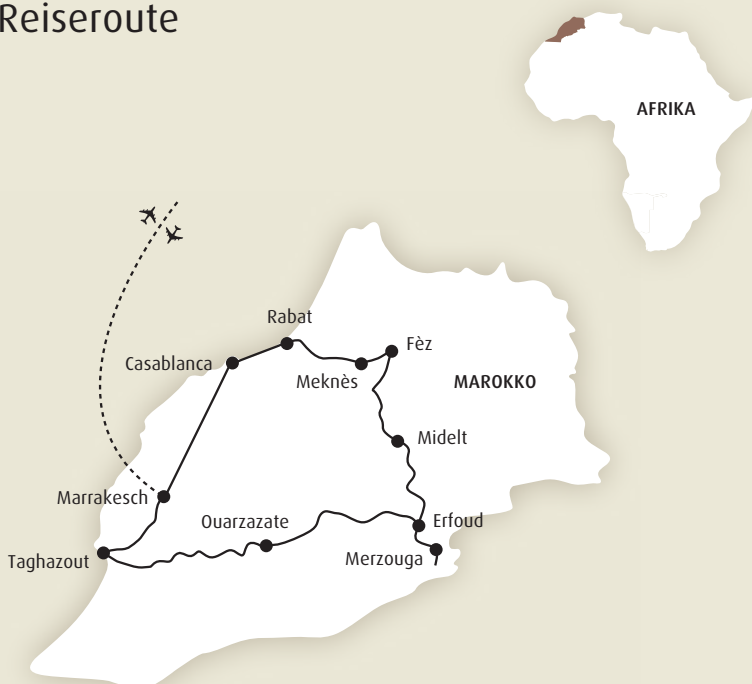 Reiseroute
AFRIKA
Rabat
Fèz
Casablanca
Meknès
MAROKKO
Midelt
Marrakesch
Ouarzazate
Erfoud
Taghazout
Merzouga